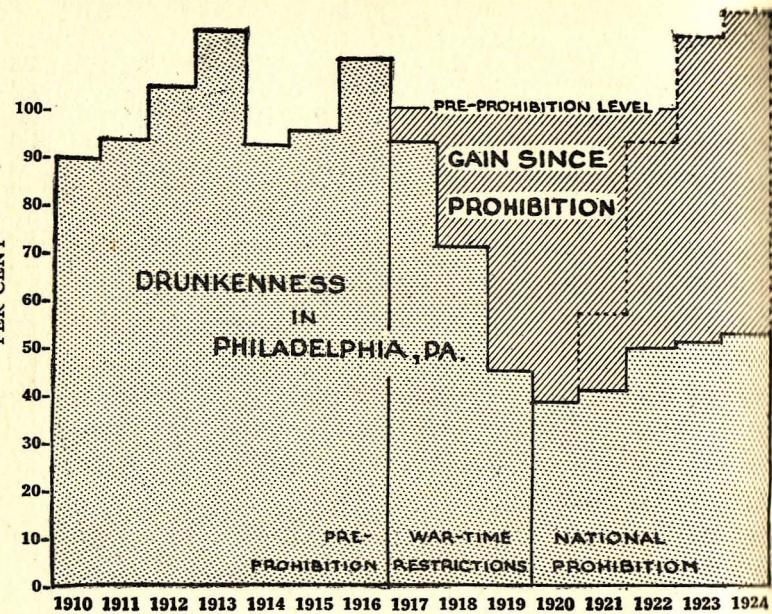 PRE-PROHIBITION LEVEL
GAIN SINCE
PROHIBITION
DRUNKENNESS
IN
PHILADELPHIA, PA.
PER CENT
100-
90-
80-
70-
60-
50-
40-
30-
20-
10-
0-
PRE-
PROHIBITION
WAR-TIME
RESTRICTIONS
NATIONAL
PROHIBITION
1910 1911 1912 1913 1914 1915 1916 1917 1918 1919 1920 1921 1922 1923 1924